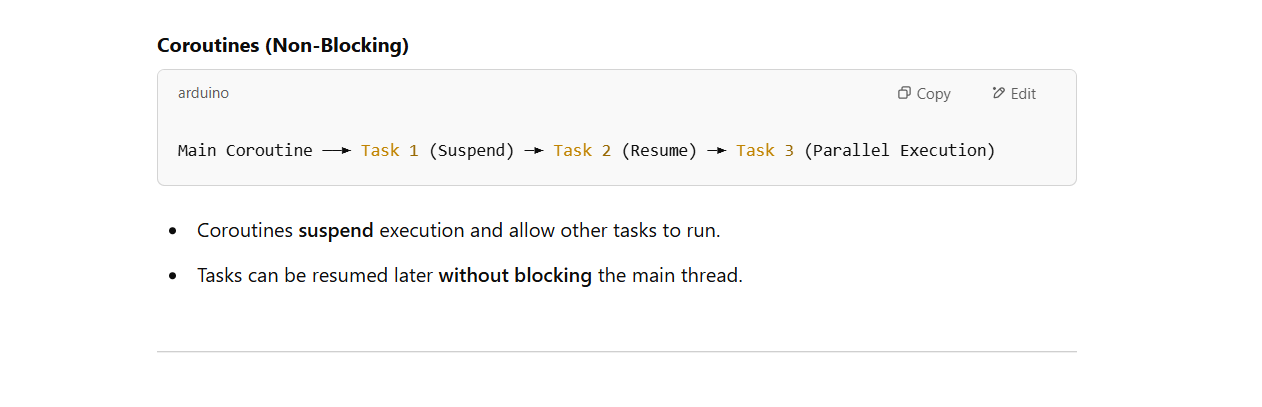 Coroutines (Non-Blocking)
arduino
Copy
Edit
Main Coroutine ──► Task 1 (Suspend) ─► Task 2 (Resume) ─► Task 3 (Parallel Execution)
• Coroutines suspend execution and allow other tasks to run.
• Tasks can be resumed later without blocking the main thread.